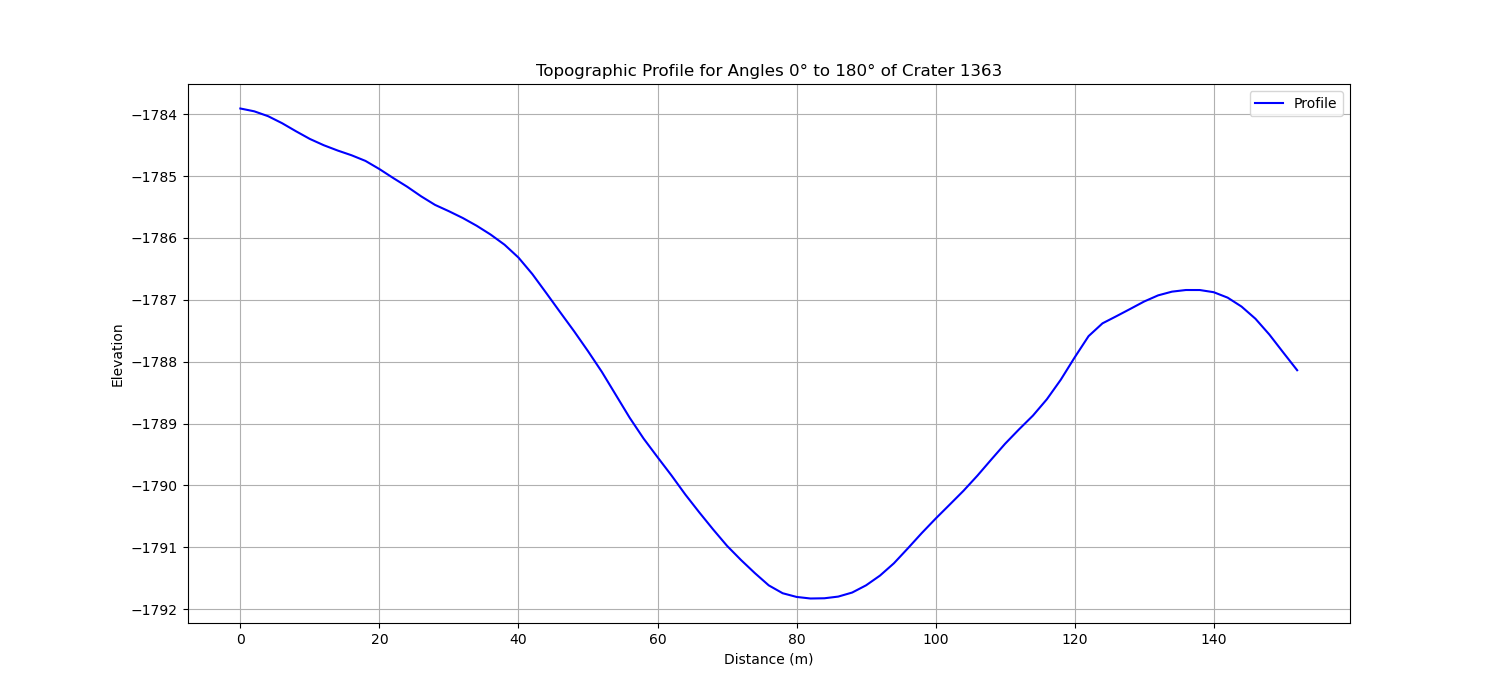 Topographic Profile for Angles 0° to 180° of Crater 1363
Profile
−1784
−1785
−1786
−1787
−1788
−1789
−1790
−1791
−1792
Elevation
0 20 40 60 80 100 120 140
Distance (m)